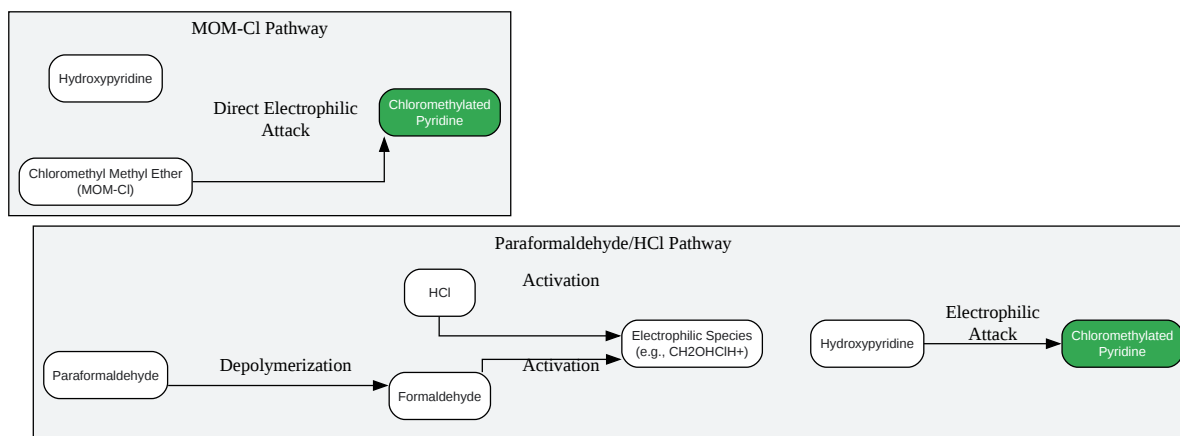 MOM-Cl Pathway
Hydroxypyridine
Direct Electrophilic
Attack
Chloromethylated
Pyridine
Chloromethyl Methyl Ether
(MOM-Cl)
Paraformaldehyde/HCl Pathway
HCl
Activation
Electrophilic Species
(e.g., CH2OHClH+)
Hydroxypyridine
Electrophilic
Attack
Chloromethylated
Pyridine
Paraformaldehyde
Depolymerization
Formaldehyde
Activation